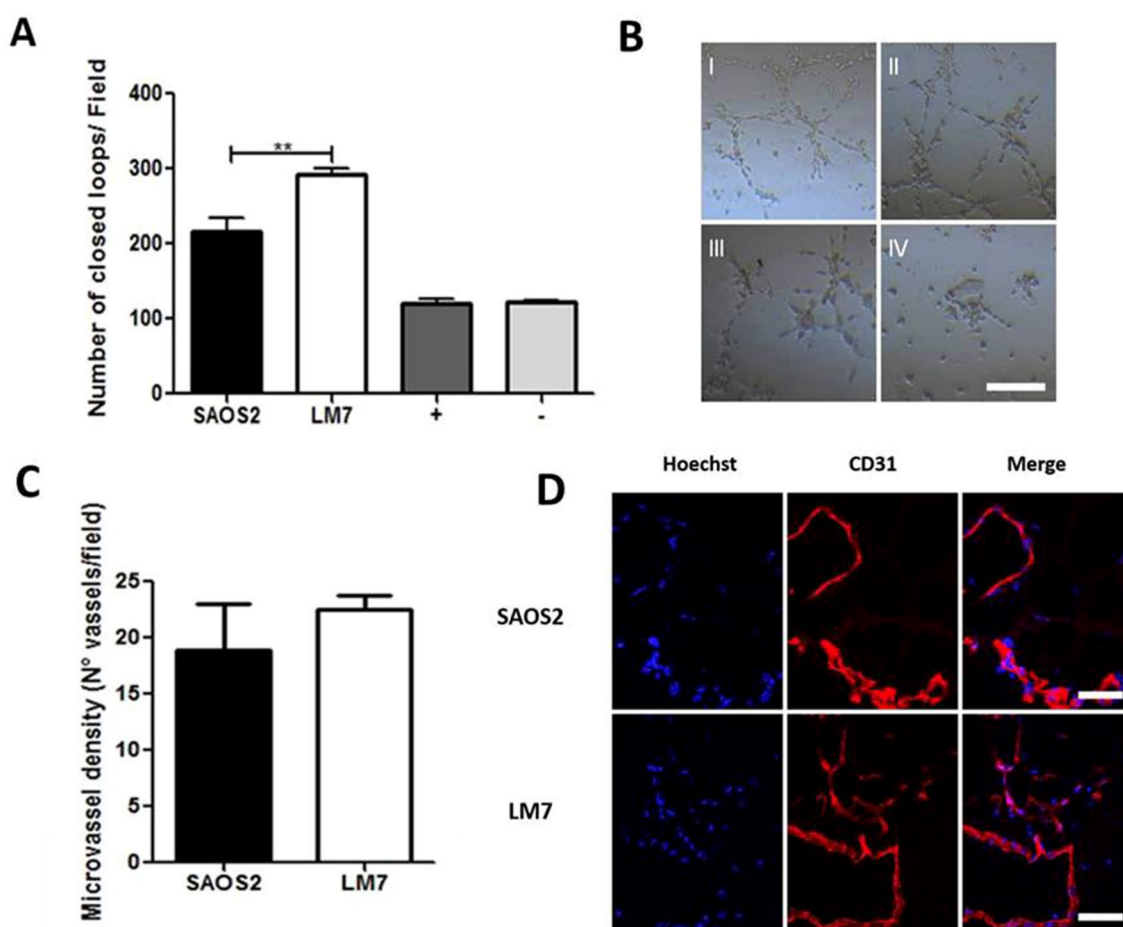 A
Number of closed loops/ Field
400
300
200
100
0
**
SAOS2 LM7 + -
B
I II
III IV
C
Microvassel density (N° vassels/field)
25
20
15
10
5
0
SAOS2 LM7
D
Hoechst CD31 Merge
SAOS2
LM7